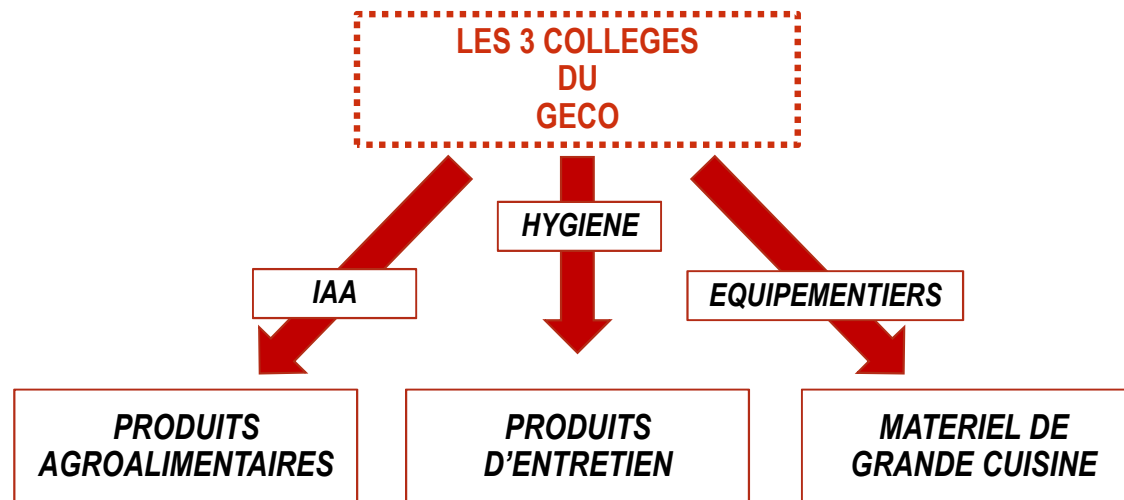 LES 3 COLLEGES
DU
GECO
HYGIENE
IAA
EQUIPEMENTIERS
PRODUITS
AGROALIMENTAIRES
PRODUITS
D’ENTRETIEN
MATERIEL DE
GRANDE CUISINE